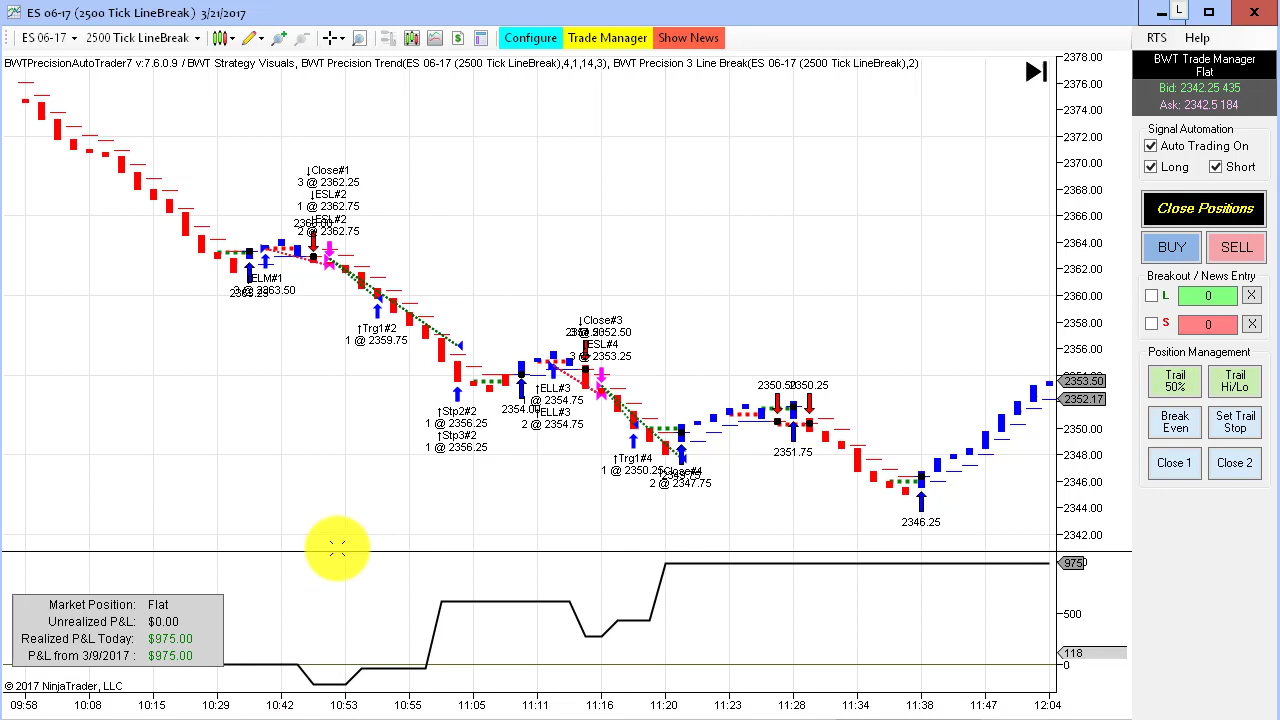 ES 06-17 (2500 Tick LineBreak) 3/21/2017
L
ES 06-17
2500 Tick LineBreak
Configure
Trade Manager
Show News
RTS
Help
BWTPrecisionAutoTrader7 v:7.6.0.9 / BWT Strategy Visuals, BWT Precision Trend(ES 06-17 (2500 Tick LineBreak),4,1,14,3), BWT Precision 3 Line Break(ES 06-17 (2500 Tick LineBreak),2)
↓Close#1
3 @ 2362.25
↓ESL#2
1 @ 2362.75
↓ESL#2
2 @ 2362.75
ELM#1
3 @ 2363.50
↑Trg1#2
1 @ 2359.75
↑Stp2#2
1 @ 2356.25
↑Stp3#2
1 @ 2356.25
↓Close#3
↓ESL#4
3 @ 2353.25
↑ELL#3
1 @ 2354.75
↑ELL#3
2 @ 2354.75
↑Trg1#4
1 @ 2350.25
2 @ 2347.75
2350.50
2350.25
2351.75
2346.25
2378.00
2376.00
2374.00
2372.00
2370.00
2368.00
2366.00
2364.00
2362.00
2360.00
2358.00
2356.00
2353.50
2352.17
2350.00
2348.00
2346.00
2344.00
2342.00
975
500
118
0
Market Position: Flat
Unrealized P&L: $0.00
Realized P&L Today: $975.00
P&L from 3/9/2017 : $975.00
© 2017 NinjaTrader, LLC
09:58 10:08 10:15 10:29 10:42 10:53 10:55 11:05 11:11 11:16 11:23 11:28 11:34 11:38 11:47 12:04
BWT Trade Manager
Flat
Bid: 2342.25 435
Ask: 2342.5 184
Signal Automation
Auto Trading On
Long
Short
Close Positions
BUY
SELL
Breakout / News Entry
L 0 X
S 0 X
Position Management
Trail 50%
Trail Hi/Lo
Break Even
Set Trail Stop
Close 1
Close 2